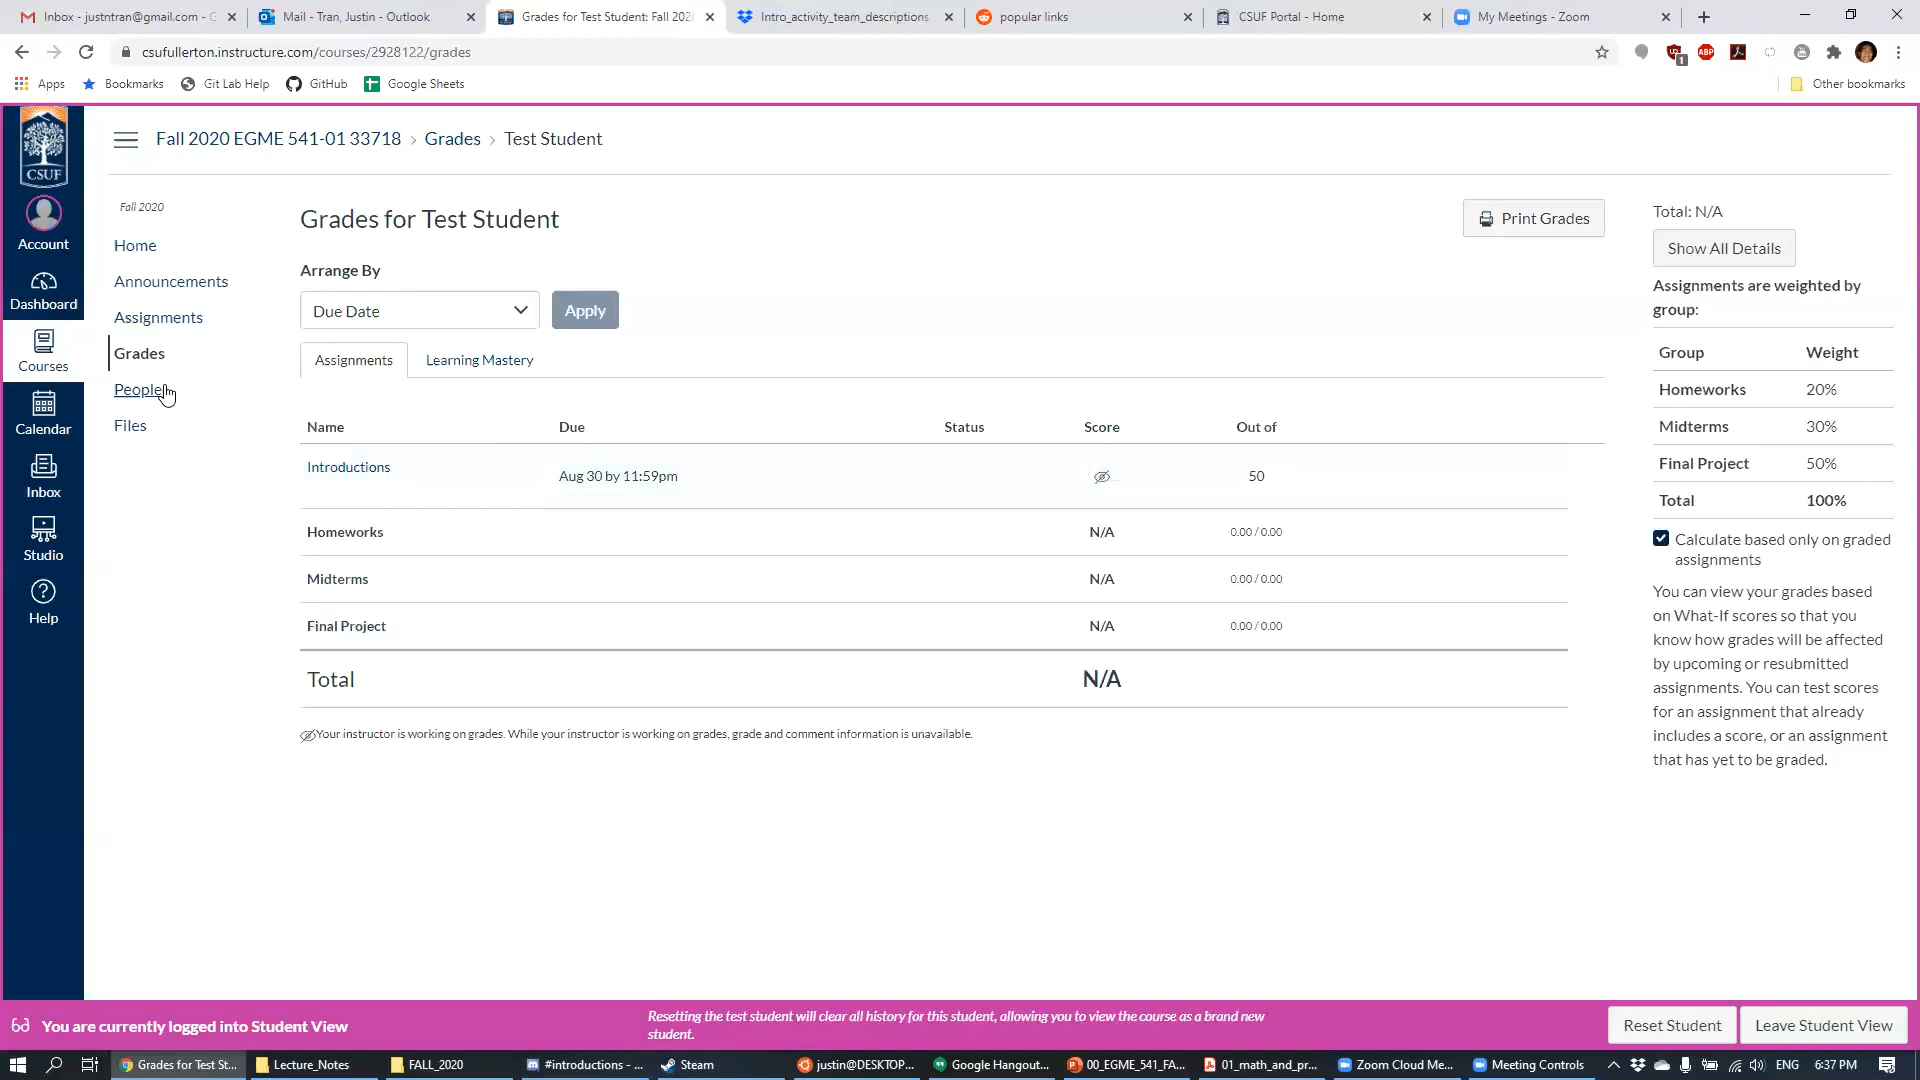 Inbox - justntran@gmail.com - G
Mail - Tran, Justin - Outlook
Grades for Test Student: Fall 202
Intro_activity_team_descriptions
popular links
CSUF Portal - Home
My Meetings - Zoom
csufullerton.instructure.com/courses/2928122/grades
ABP
1
Apps
Bookmarks
Git Lab Help
GitHub
Google Sheets
Other bookmarks
CSUF
Account
Dashboard
Courses
Calendar
Inbox
Studio
Help
Fall 2020 EGME 541-01 33718 › Grades › Test Student
Fall 2020
Home
Announcements
Assignments
Grades
People
Files
Grades for Test Student
Print Grades
Arrange By
Due Date
Apply
Assignments
Learning Mastery
Name Due Status Score Out of
Introductions
Aug 30 by 11:59pm 50
Homeworks N/A 0.00 / 0.00
Midterms N/A 0.00 / 0.00
Final Project N/A 0.00 / 0.00
Total N/A
Your instructor is working on grades. While your instructor is working on grades, grade and comment information is unavailable.
Total: N/A
Show All Details
Assignments are weighted by
group:
Group Weight
Homeworks 20%
Midterms 30%
Final Project 50%
Total 100%
Calculate based only on graded
assignments
You can view your grades based
on What-If scores so that you
know how grades will be affected
by upcoming or resubmitted
assignments. You can test scores
for an assignment that already
includes a score, or an assignment
that has yet to be graded.
You are currently logged into Student View
Resetting the test student will clear all history for this student, allowing you to view the course as a brand new
student.
Reset Student
Leave Student View
Grades for Test St...
Lecture_Notes
FALL_2020
#introductions - ...
Steam
justin@DESKTOP...
Google Hangout...
00_EGME_541_FA...
01_math_and_pr...
Zoom Cloud Me...
Meeting Controls
ENG
6:37 PM